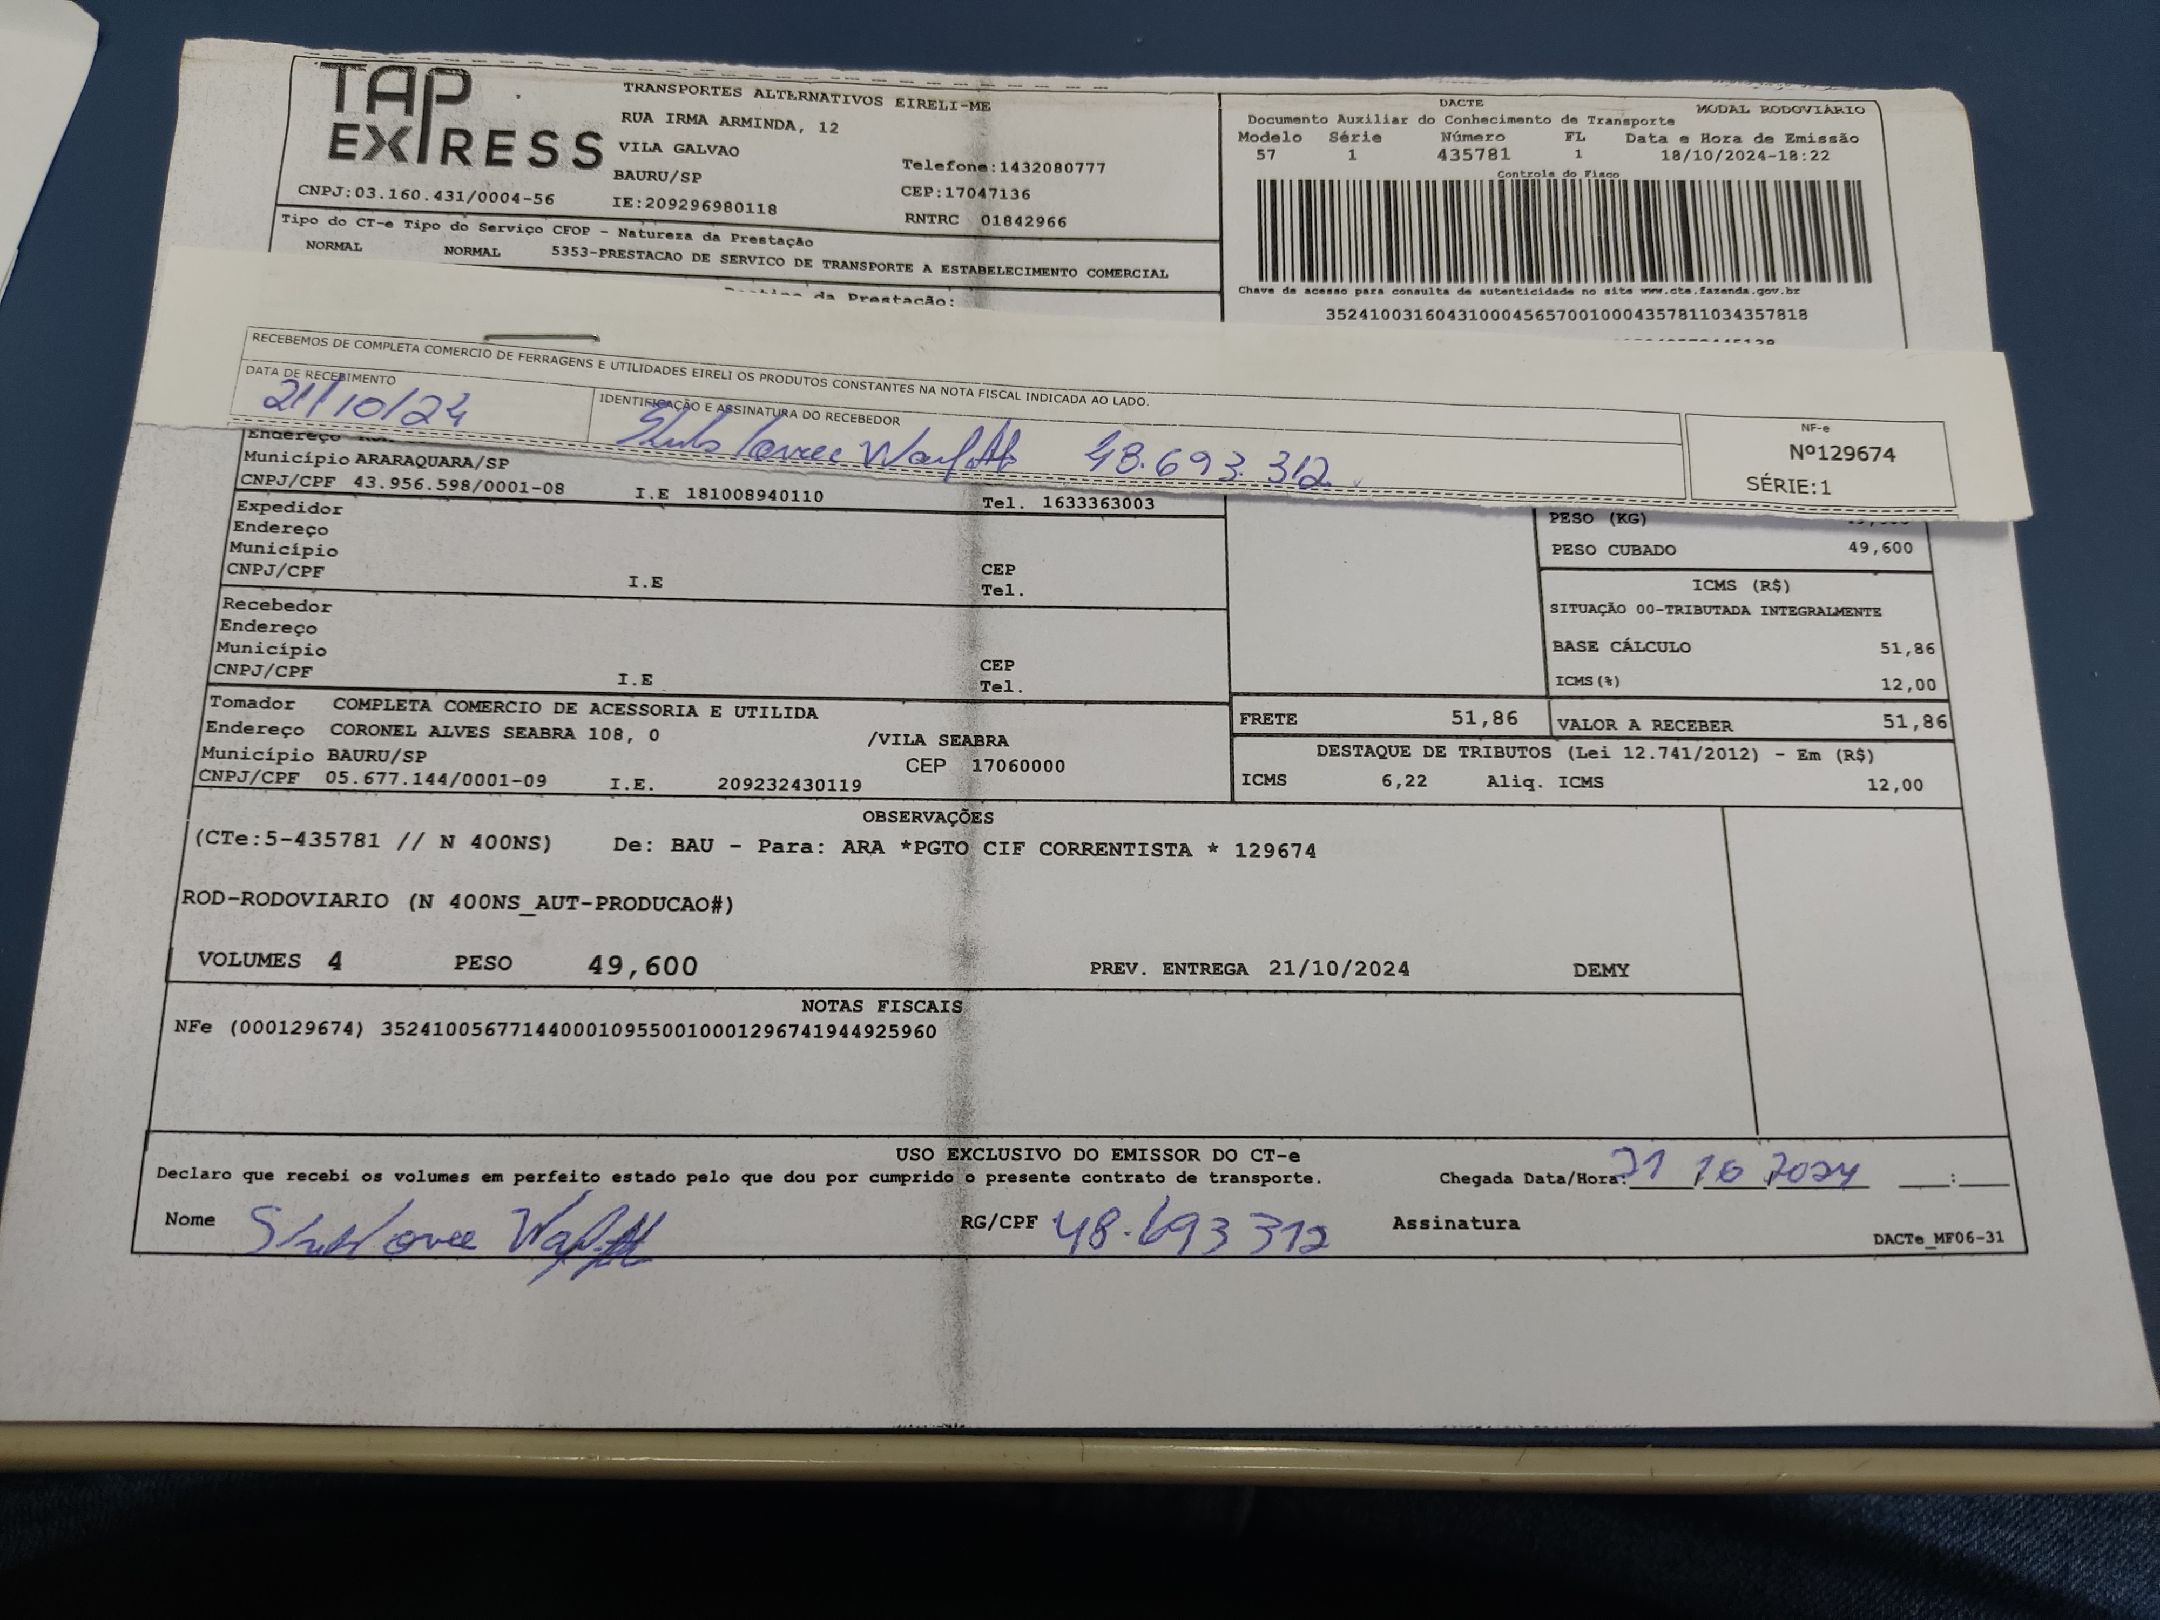 TAP EXPRESS
CNPJ:03.160.431/0004-56
TRANSPORTES ALTERNATIVOS EIRELI-ME
RUA IRMA ARMINDA, 12
VILA GALVAO
BAURU/SP
IE:209296980118
Telefone:1432080777
CEP:17047136
RNTRC 01842966
Tipo do CT-e Tipo do Serviço CFOP - Natureza da Prestação
NORMAL NORMAL 5353-PRESTACAO DE SERVICO DE TRANSPORTE A ESTABELECIMENTO COMERCIAL
da Prestação:
DACTE MODAL RODOVIÁRIO
Documento Auxiliar do Conhecimento de Transporte
Modelo Série Número FL Data e Hora de Emissão
57 1 435781 1 18/10/2024-18:22
Controle do Fisco
Chave de acesso para consulta de autenticidade no site www.cte.fazenda.gov.br
35241003160431000456570010004357811034357818
RECEBEMOS DE COMPLETA COMERCIO DE FERRAGENS E UTILIDADES EIRELI OS PRODUTOS CONSTANTES NA NOTA FISCAL INDICADA AO LADO.
DATA DE RECEBIMENTO
21/10/24
IDENTIFICAÇÃO E ASSINATURA DO RECEBEDOR
48.693.312
NF-e
Nº129674
SÉRIE:1
Endereço
Município ARARAQUARA/SP
CNPJ/CPF 43.956.598/0001-08 I.E 181008940110 Tel. 1633363003
Expedidor
Endereço
Município
CNPJ/CPF I.E CEP
Tel.
Recebedor
Endereço
Município
CNPJ/CPF I.E CEP
Tel.
PESO (KG)
PESO CUBADO 49,600
ICMS (R$)
SITUAÇÃO 00-TRIBUTADA INTEGRALMENTE
BASE CÁLCULO 51,86
ICMS(%) 12,00
Tomador COMPLETA COMERCIO DE ACESSORIA E UTILIDA
Endereço CORONEL ALVES SEABRA 108, 0 /VILA SEABRA
Município BAURU/SP CEP 17060000
CNPJ/CPF 05.677.144/0001-09 I.E. 209232430119
FRETE 51,86 VALOR A RECEBER 51,86
DESTAQUE DE TRIBUTOS (Lei 12.741/2012) - Em (R$)
ICMS 6,22 Aliq. ICMS 12,00
OBSERVAÇÕES
(CTe:5-435781 // N 400NS) De: BAU - Para: ARA *PGTO CIF CORRENTISTA * 129674
ROD-RODOVIARIO (N 400NS_AUT-PRODUCAO#)
VOLUMES 4 PESO 49,600 PREV. ENTREGA 21/10/2024 DEMY
NOTAS FISCAIS
NFe (000129674) 35241005677144000109550010001296741944925960
USO EXCLUSIVO DO EMISSOR DO CT-e
Declaro que recebi os volumes em perfeito estado pelo que dou por cumprido o presente contrato de transporte. Chegada Data/Hora: 21 10 2024 :
Nome RG/CPF 48.693312 Assinatura
DACTe_MF06-31